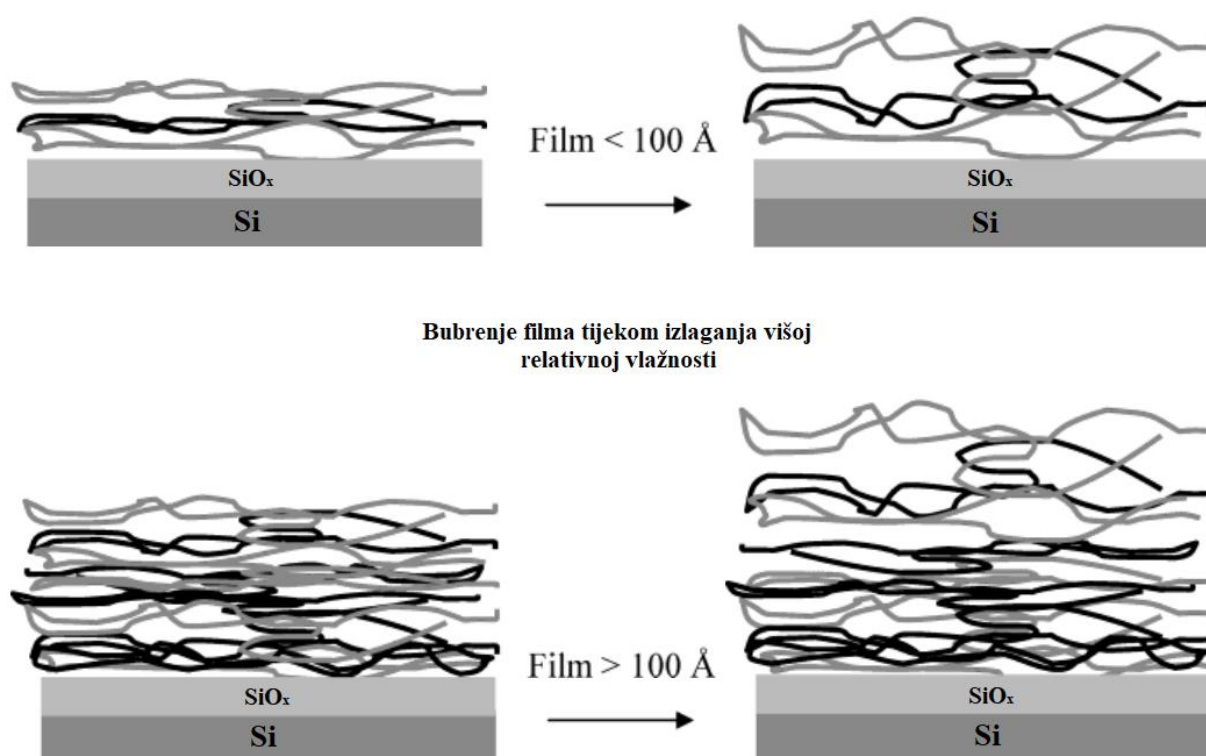 Film < 100 Å
SiOₓ
Si
SiOₓ
Si
Bubrenje filma tijekom izlaganja višoj
relativnoj vlažnosti
Film > 100 Å
SiOₓ
Si
SiOₓ
Si